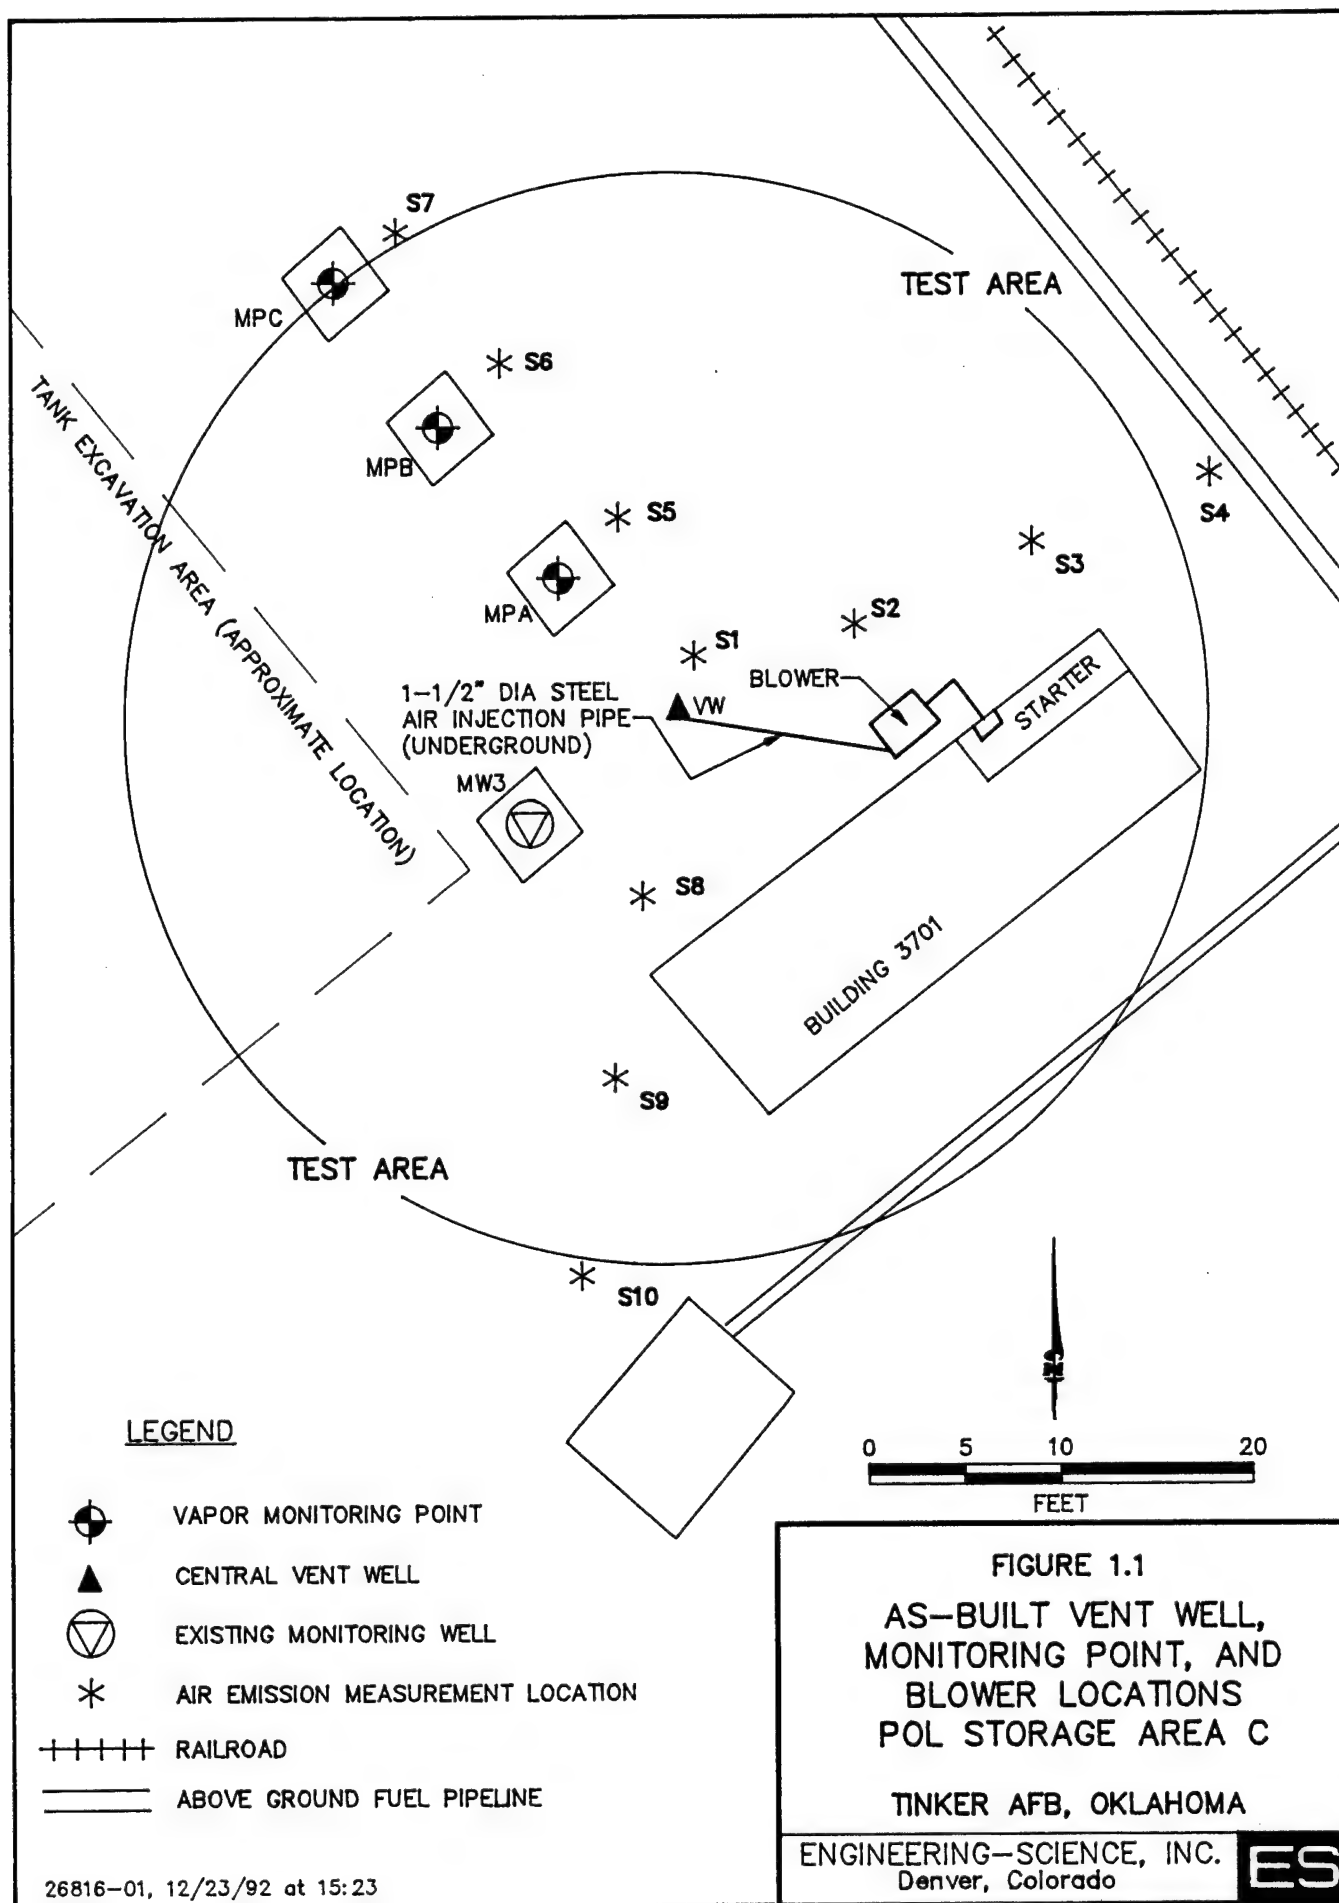 S7
TEST AREA
MPC
S6
TANK EXCAVATION AREA (APPROXIMATE LOCATION)
MPB
S5
S4
S3
MPA
S2
S1
BLOWER
STARTER
1-1/2" DIA STEEL
AIR INJECTION PIPE
(UNDERGROUND)
VW
MW3
S8
BUILDING 3701
S9
TEST AREA
S10
N
LEGEND
0 5 10 20
FEET
VAPOR MONITORING POINT
CENTRAL VENT WELL
EXISTING MONITORING WELL
AIR EMISSION MEASUREMENT LOCATION
RAILROAD
ABOVE GROUND FUEL PIPELINE
FIGURE 1.1
AS-BUILT VENT WELL,
MONITORING POINT, AND
BLOWER LOCATIONS
POL STORAGE AREA C
TINKER AFB, OKLAHOMA
ENGINEERING-SCIENCE, INC.
Denver, Colorado
ES
26816-01, 12/23/92 at 15:23